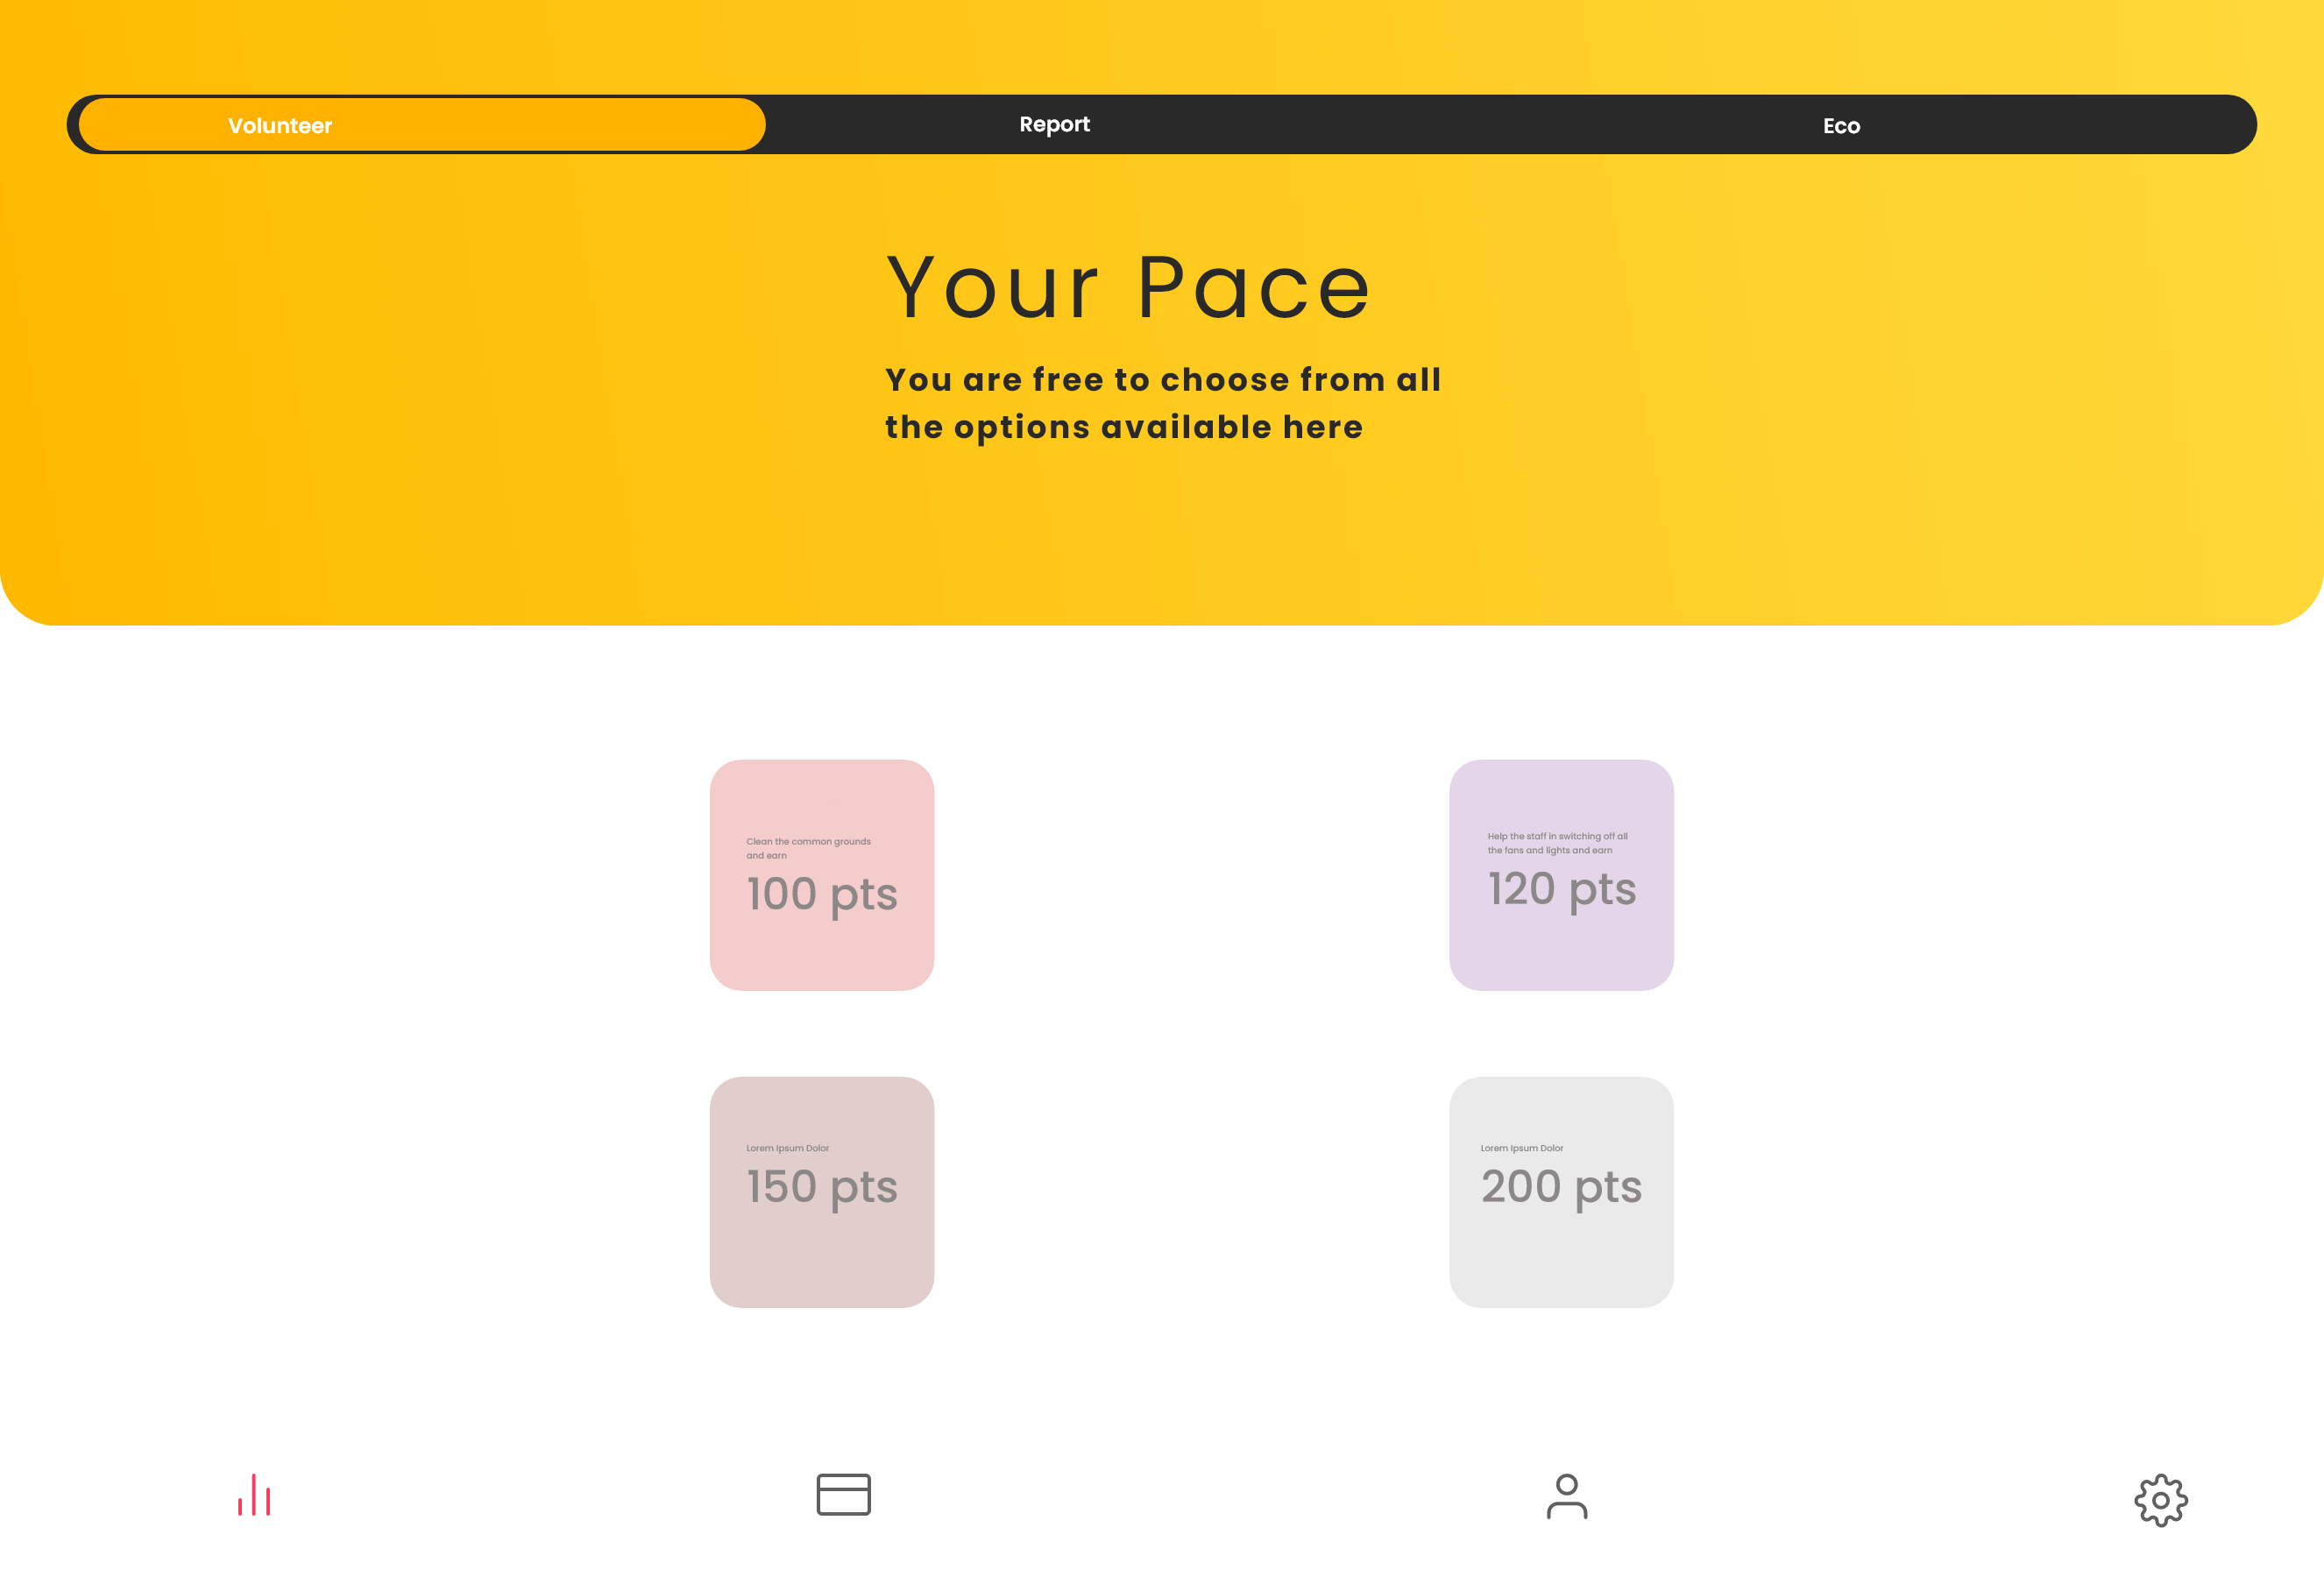 Volunteer
Report
Eco
Your Pace
You are free to choose from all
the options available here
Clean the common grounds
and earn
100 pts
Help the staff in switching off all
the fans and lights and earn
120 pts
Lorem Ipsum Dolor
150 pts
Lorem Ipsum Dolor
200 pts